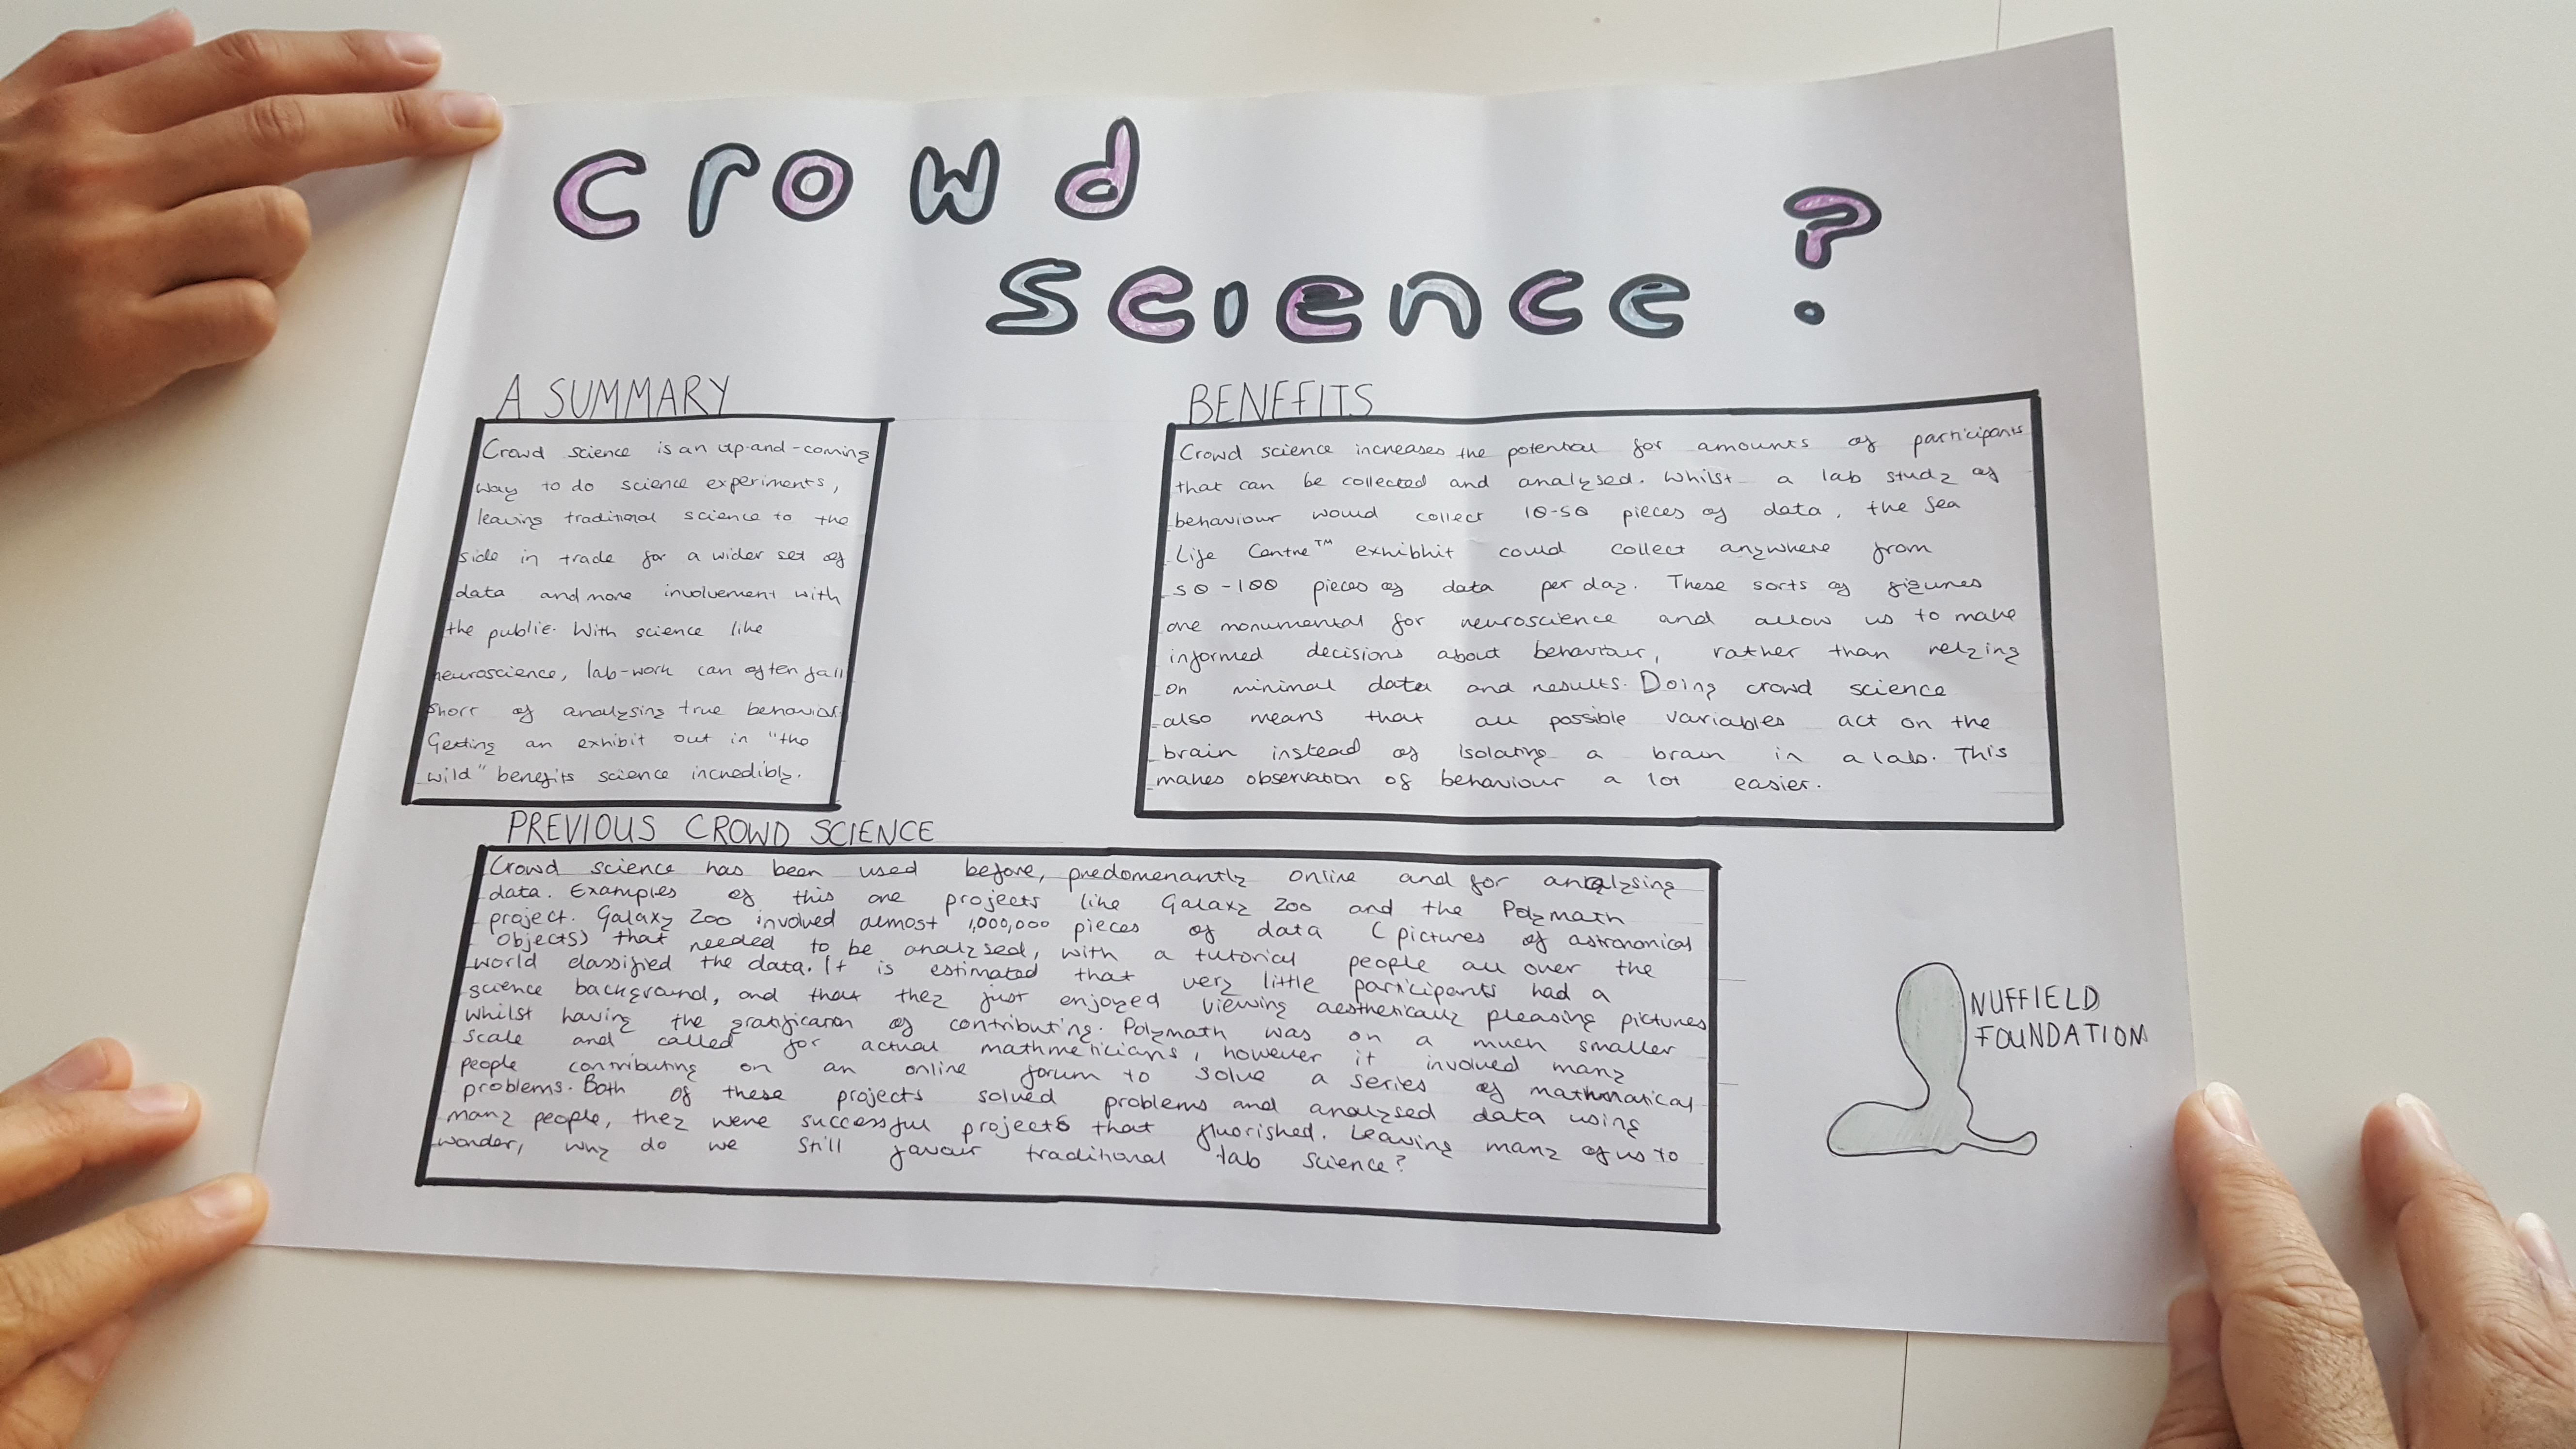 Crowd
Science?
A SUMMARY
Crowd science is an up-and-coming
way to do science experiments,
leaving traditional science to the
side in trade for a wider set of
data and more involvement with
the public. With science like
neuroscience, lab-work can often fall
short of analysing true behaviour
Getting an exhibit out in "the
wild" benefits science incredibly.
BENEFITS
Crowd science increases the potential for amounts of participants
that can be collected and analysed. whilst a lab study of
behaviour would collect 10-50 pieces of data, the Sea
Life Centre™ exhibhit could collect anywhere from
50-100 pieces of data per day. These sorts of figures
are monumental for neuroscience and allow us to make
informed decisions about behaviour, rather than relying
on minimal data and results. Doing crowd science
also means that all possible variables act on the
brain instead of isolating a brain in a lab. This
makes observation of behaviour a lot easier.
PREVIOUS CROWD SCIENCE
Crowd science has been used before, predomenantly online and for analysing
data. Examples of this are projects like Galaxy Zoo and the Polymath
project. Galaxy Zoo involved almost 1,000,000 pieces of data (pictures of astronomical
objects) that needed to be analysed, with a tutorial people all over the
world classified the data. It is estimated that very little participants had a
science background, and that they just enjoyed viewing aesthetically pleasing pictures
whilst having the gratification of contributing. Polymath was on a much smaller
scale and called for actual mathmeticians, however it involved many
people contributing on an online forum to solve a series of mathmatical
problems. Both of these projects solved problems and analysed data using
many people, they were successful projects that fluorished. Leaving many of us to
wonder, why do we still favour traditional lab science?
NUFFIELD
FOUNDATION